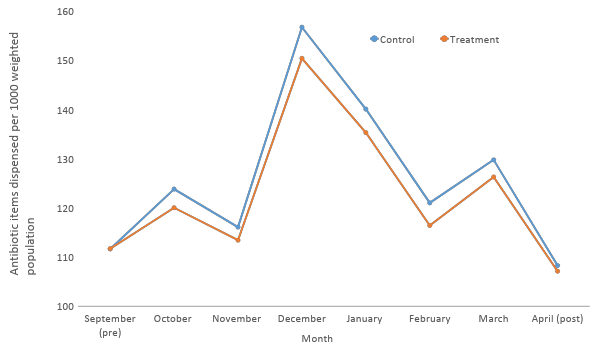 160
150
140
130
120
110
100
Antibiotic items dispensed per 1000 weighted
population
Control
Treatment
September
(pre)
October
November
December
January
February
March
April (post)
Month